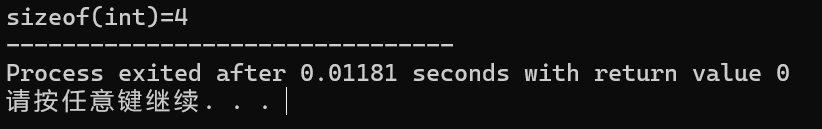 sizeof(int)=4
--------------------------------
Process exited after 0.01181 seconds with return value 0
请按任意键继续. . .